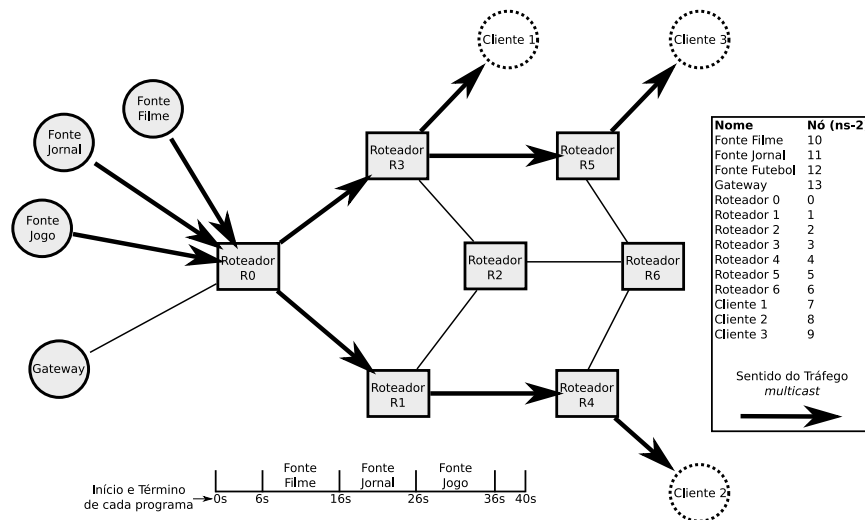 Cliente 1
Cliente 3
Fonte
Filme
Fonte
Jornal
Fonte
Jogo
Gateway
Roteador
R0
Roteador
R3
Roteador
R5
Roteador
R2
Roteador
R6
Roteador
R1
Roteador
R4
Cliente 2
Nome Nó (ns-2
Fonte Filme 10
Fonte Jornal 11
Fonte Futebol 12
Gateway 13
Roteador 0 0
Roteador 1 1
Roteador 2 2
Roteador 3 3
Roteador 4 4
Roteador 5 5
Roteador 6 6
Cliente 1 7
Cliente 2 8
Cliente 3 9
Sentido do Tráfego
multicast
Início e Término
de cada programa
Fonte
Filme
Fonte
Jornal
Fonte
Jogo
0s 6s 16s 26s 36s 40s